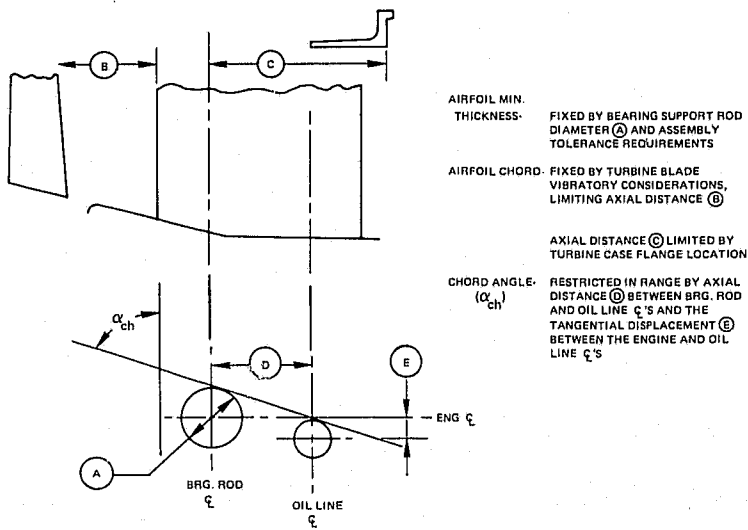 B
C
AIRFOIL MIN.
THICKNESS- FIXED BY BEARING SUPPORT ROD
DIAMETER Ⓐ AND ASSEMBLY
TOLERANCE REQUIREMENTS
AIRFOIL CHORD- FIXED BY TURBINE BLADE
VIBRATORY CONSIDERATIONS,
LIMITING AXIAL DISTANCE Ⓑ
AXIAL DISTANCE Ⓒ LIMITED BY
TURBINE CASE FLANGE LOCATION
CHORD ANGLE- RESTRICTED IN RANGE BY AXIAL
(αch) DISTANCE Ⓓ BETWEEN BRG. ROD
AND OIL LINE ℄'S AND THE
TANGENTIAL DISPLACEMENT Ⓔ
BETWEEN THE ENGINE AND OIL
LINE ℄'S
αch
D
E
ENG ℄
A
BRG. ROD
℄
OIL LINE
℄